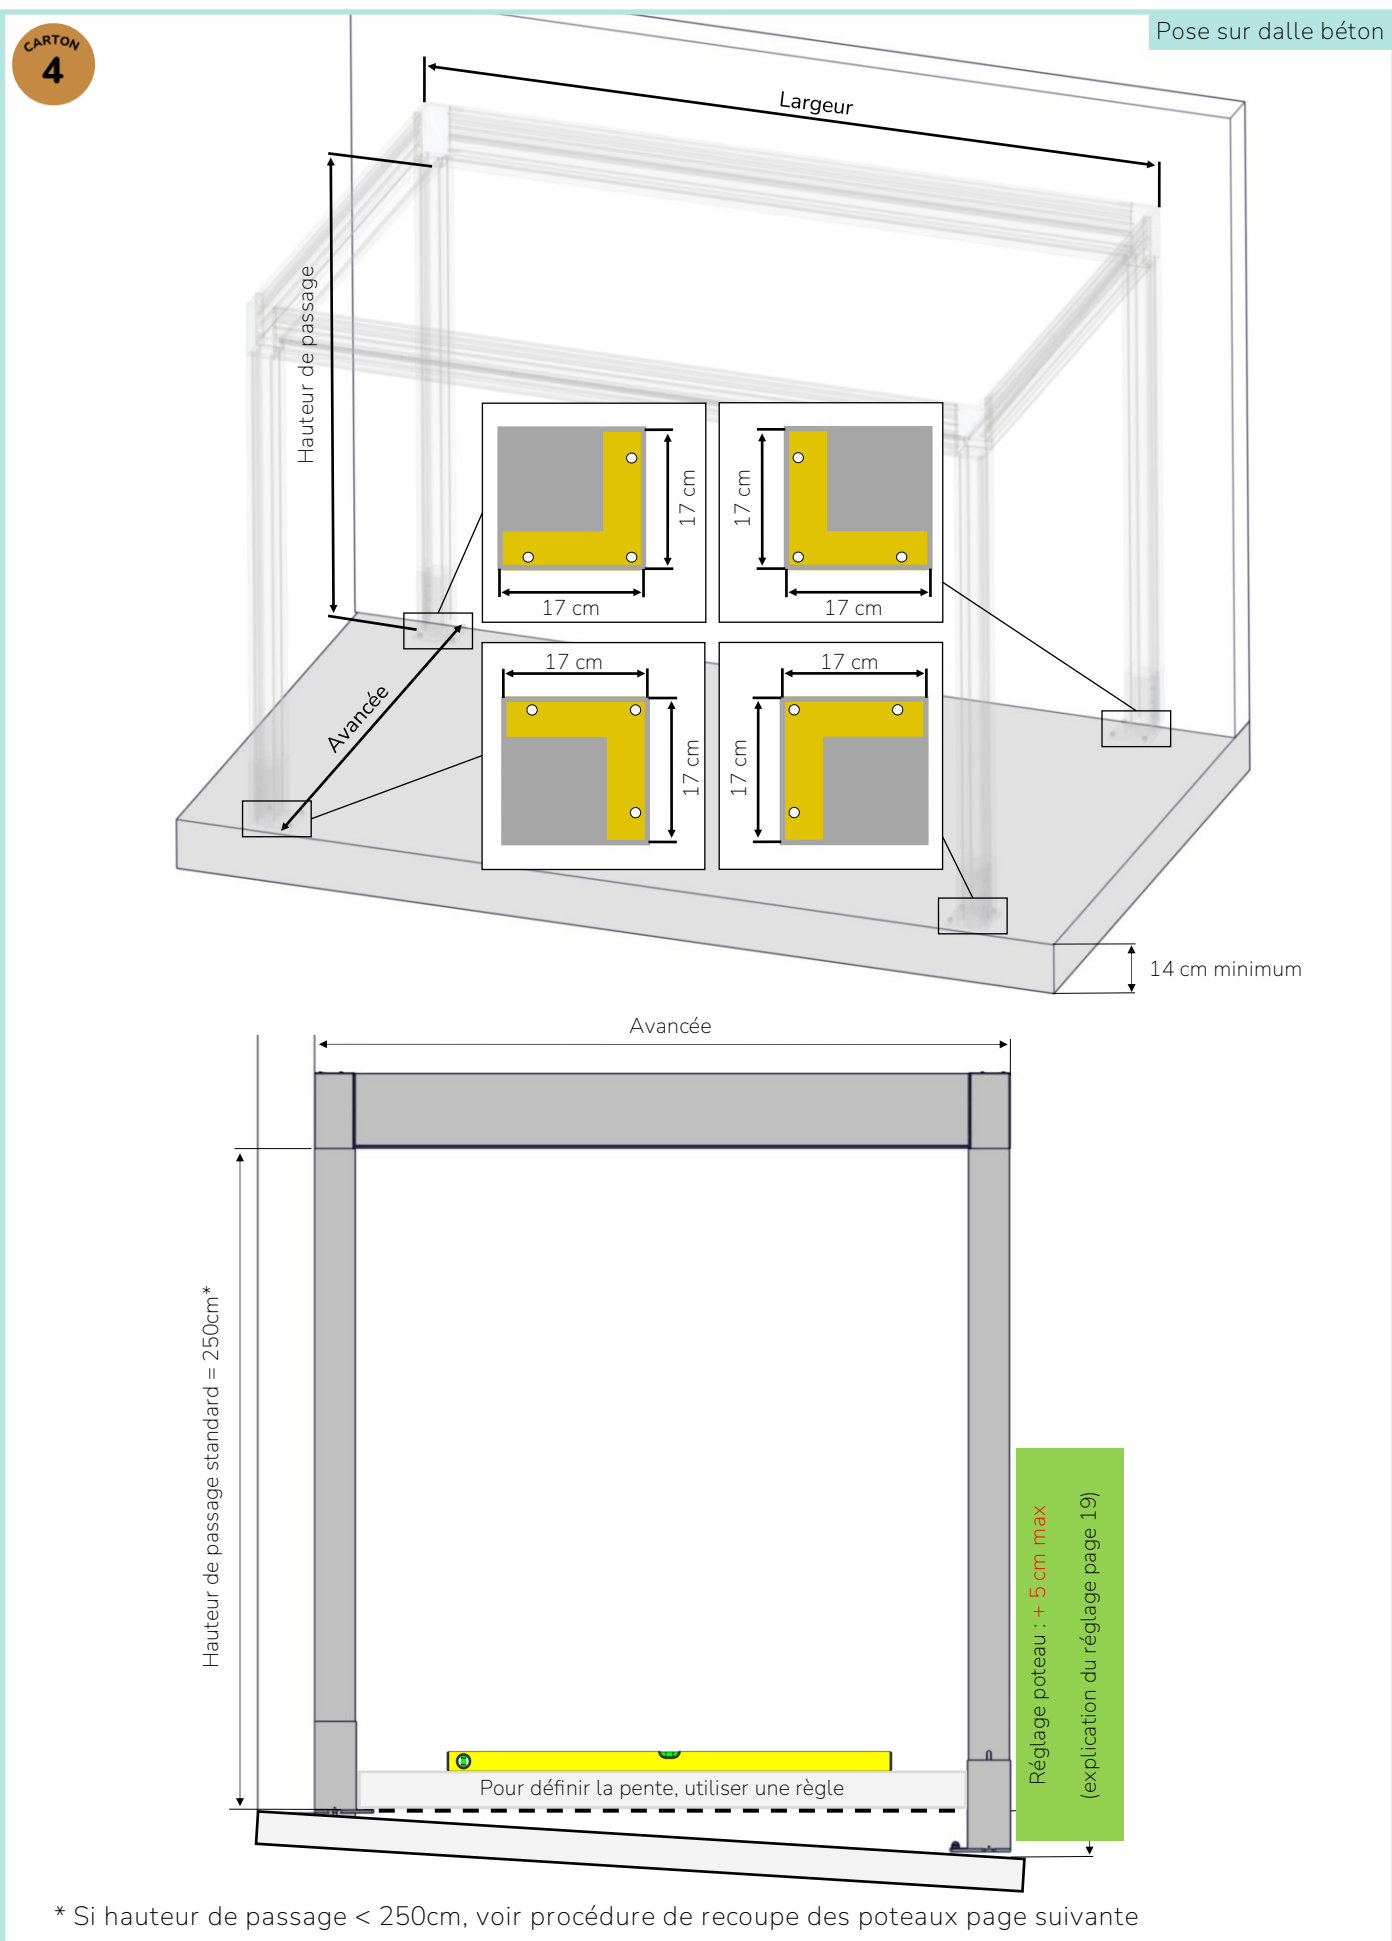 Pose sur dalle béton
CARTON
4
Largeur
Hauteur de passage
17 cm
17 cm
17 cm
17 cm
17 cm
17 cm
17 cm
17 cm
Avancée
14 cm minimum
Avancée
Hauteur de passage standard = 250cm*
Réglage poteau : + 5 cm max
(explication du réglage page 19)
Pour définir la pente, utiliser une règle
* Si hauteur de passage < 250cm, voir procédure de recoupe des poteaux page suivante